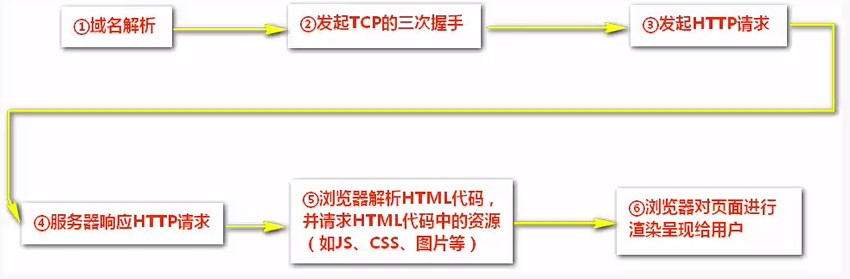 ①域名解析
②发起TCP的三次握手
③发起HTTP请求
④服务器响应HTTP请求
⑤浏览器解析HTML代码，
并请求HTML代码中的资源
（如JS、CSS、图片等）
⑥浏览器对页面进行
渲染呈现给用户